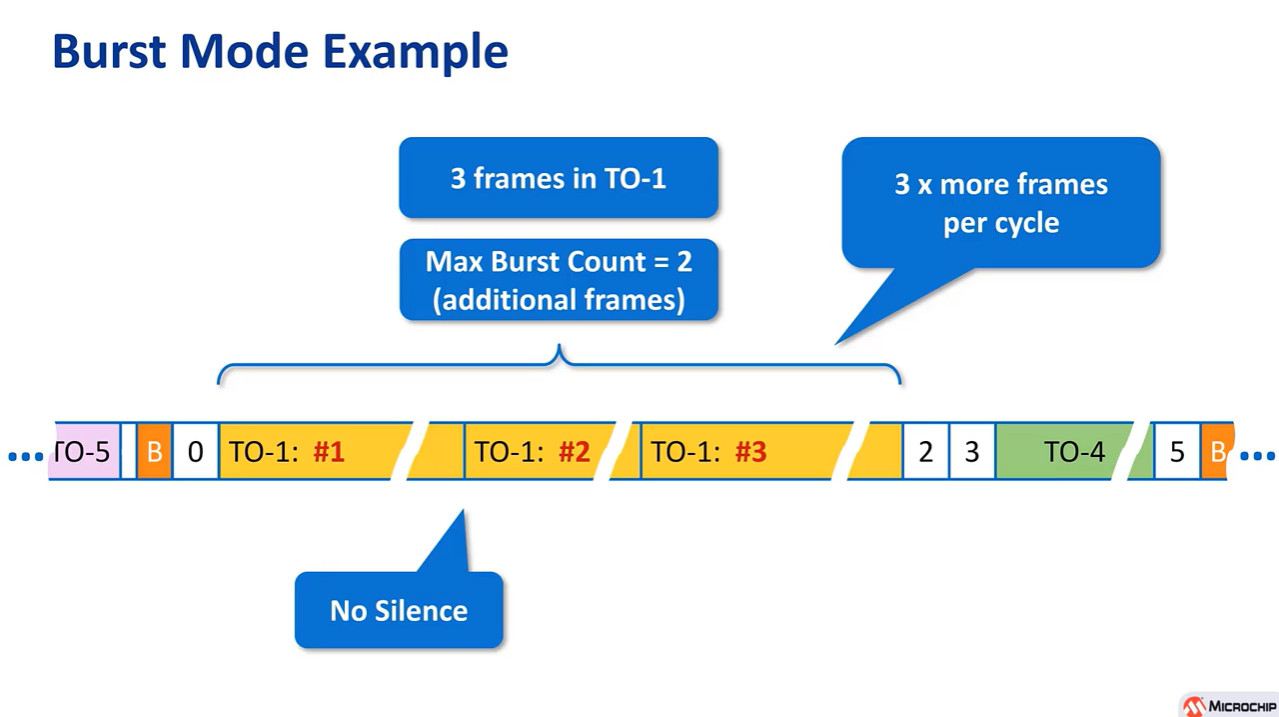 Burst Mode Example
3 frames in TO-1
Max Burst Count = 2
(additional frames)
3 x more frames
per cycle
... TO-5 B 0 TO-1: #1 TO-1: #2 TO-1: #3 2 3 TO-4 5 B ...
No Silence
MICROCHIP